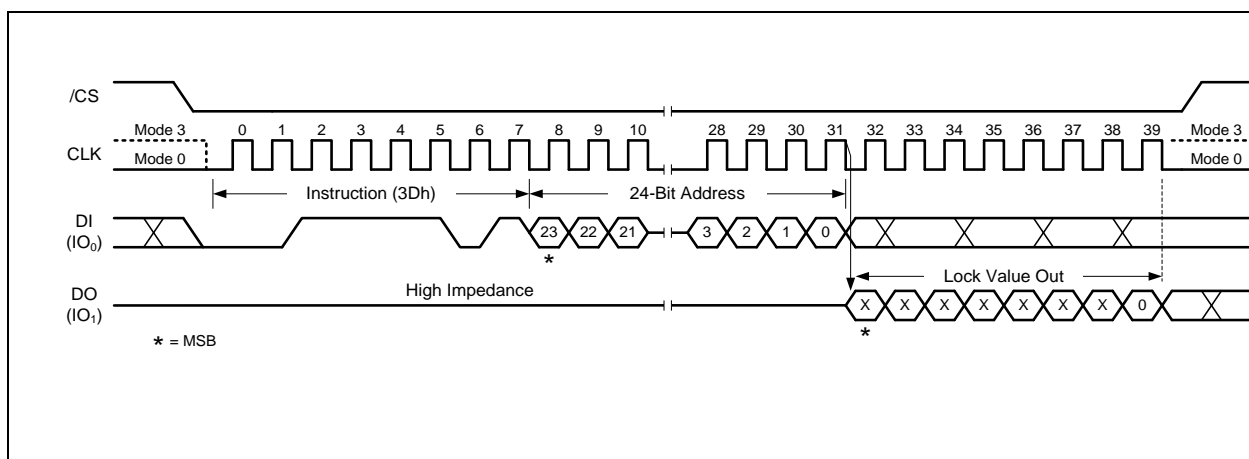 /CS
Mode 3 0 1 2 3 4 5 6 7 8 9 10 28 29 30 31 32 33 34 35 36 37 38 39 Mode 3
CLK
Mode 0 Mode 0
Instruction (3Dh) 24-Bit Address
DI
(IO0) 23 22 21 3 2 1 0
*
Lock Value Out
High Impedance
DO
(IO1) X X X X X X X 0
*
* = MSB